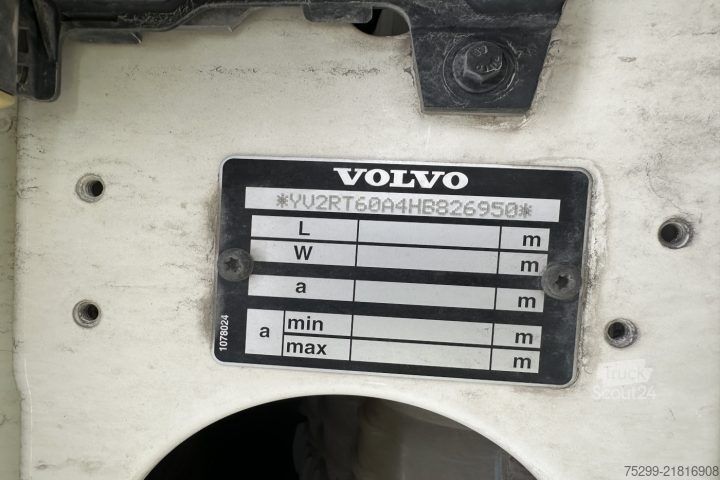 VOLVO
*YV2RT60A4HB826950*
L m
W m
a m
a min m
max m
1078024
Truck
Scout24
75299-21816908